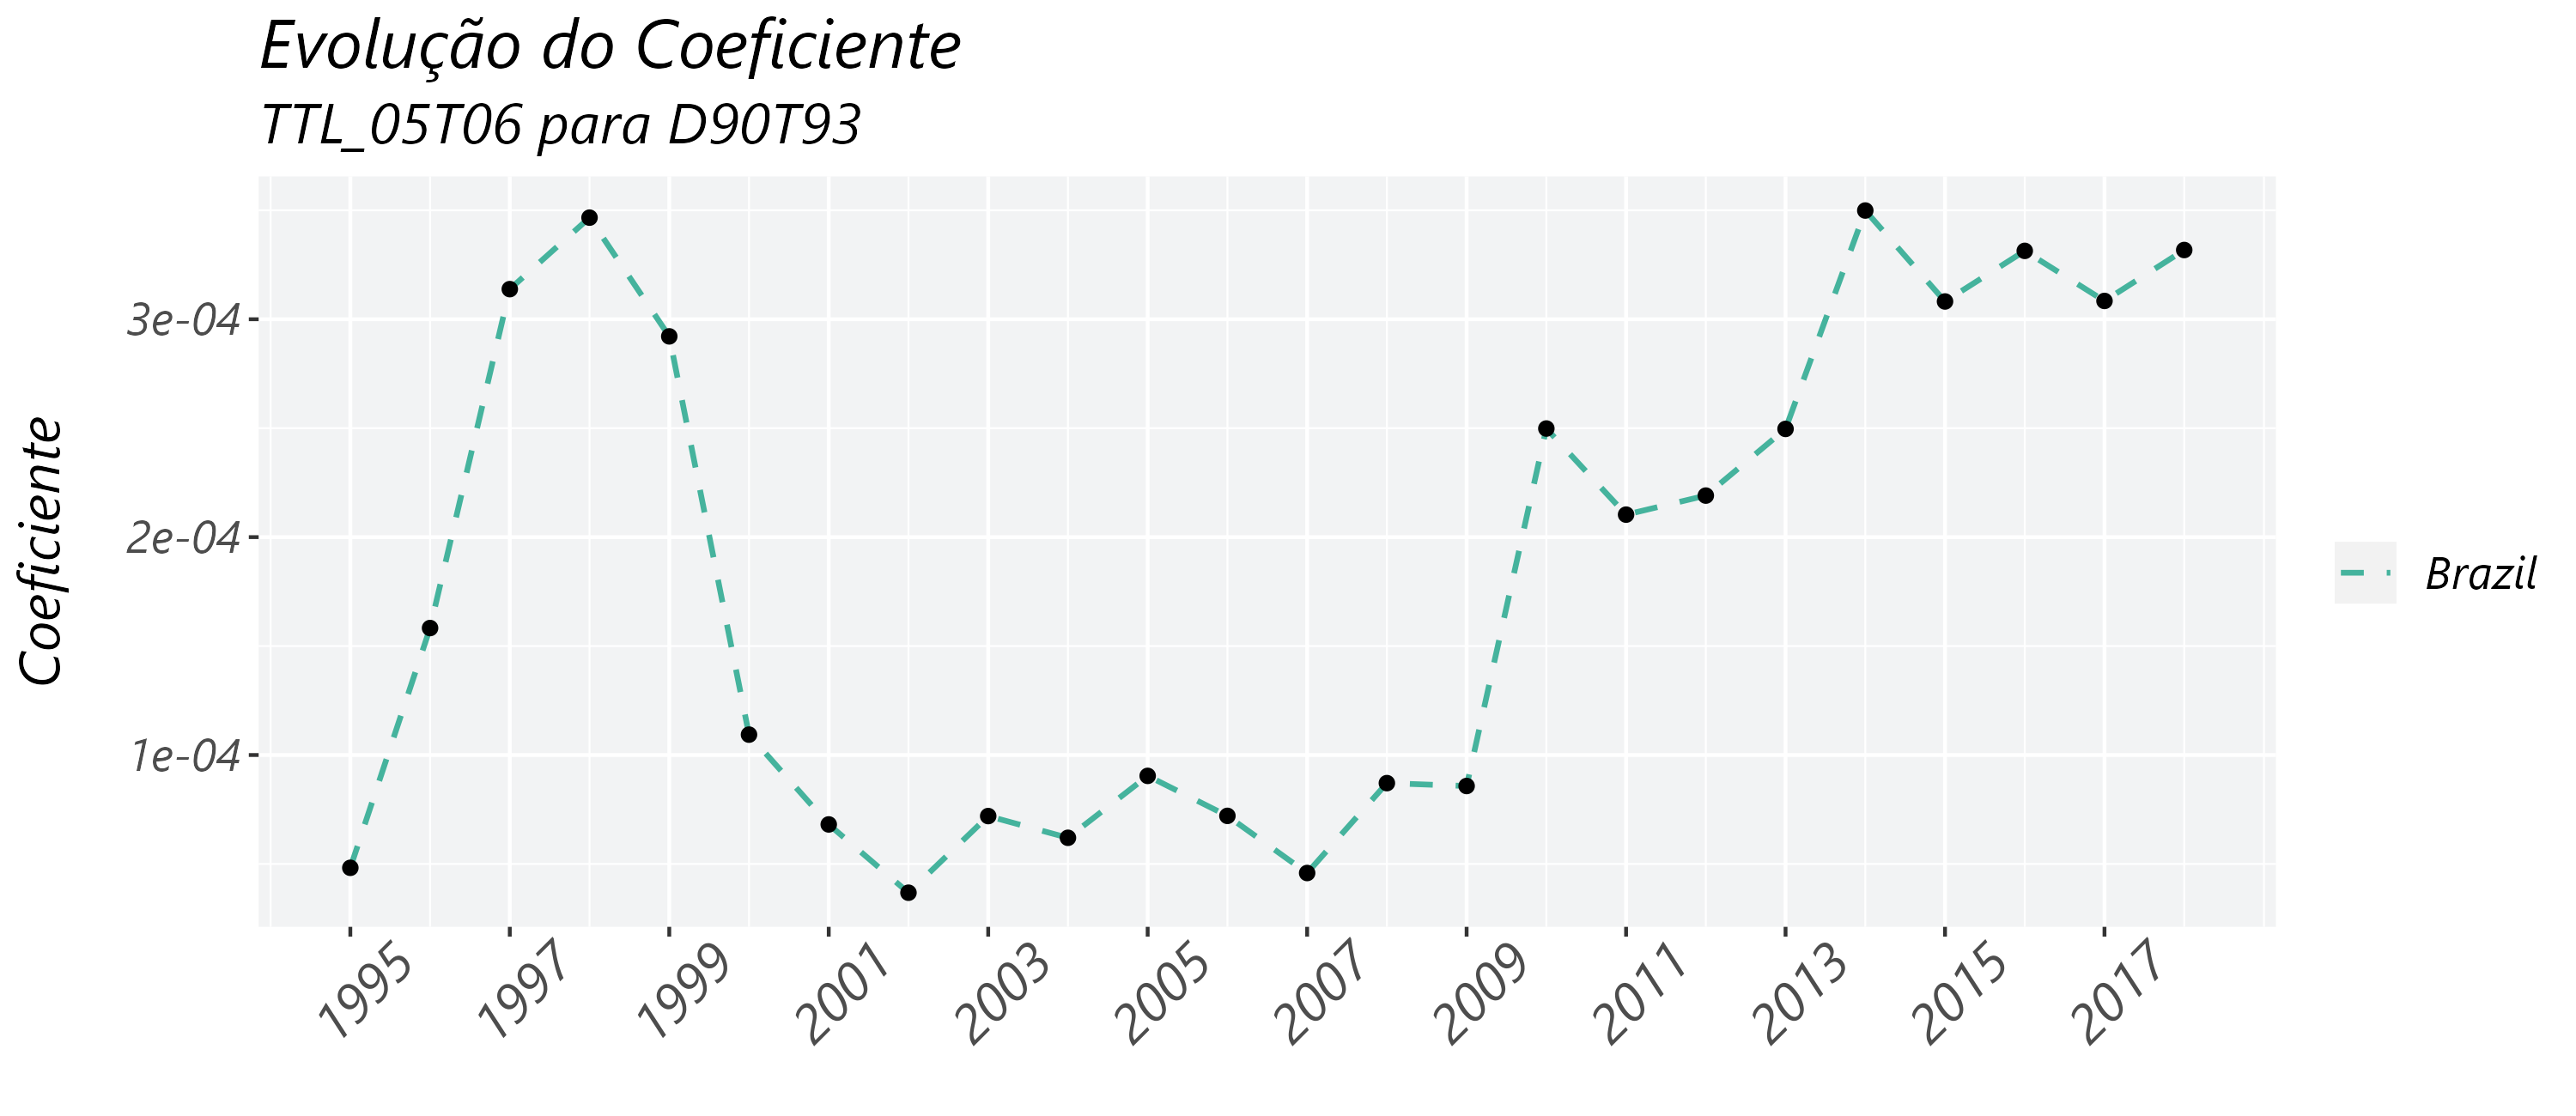 Evolução do Coeficiente
TTL_05T06 para D90T93
Coeficiente
3e-04
2e-04
1e-04
1995
1997
1999
2001
2003
2005
2007
2009
2011
2013
2015
2017
Brazil